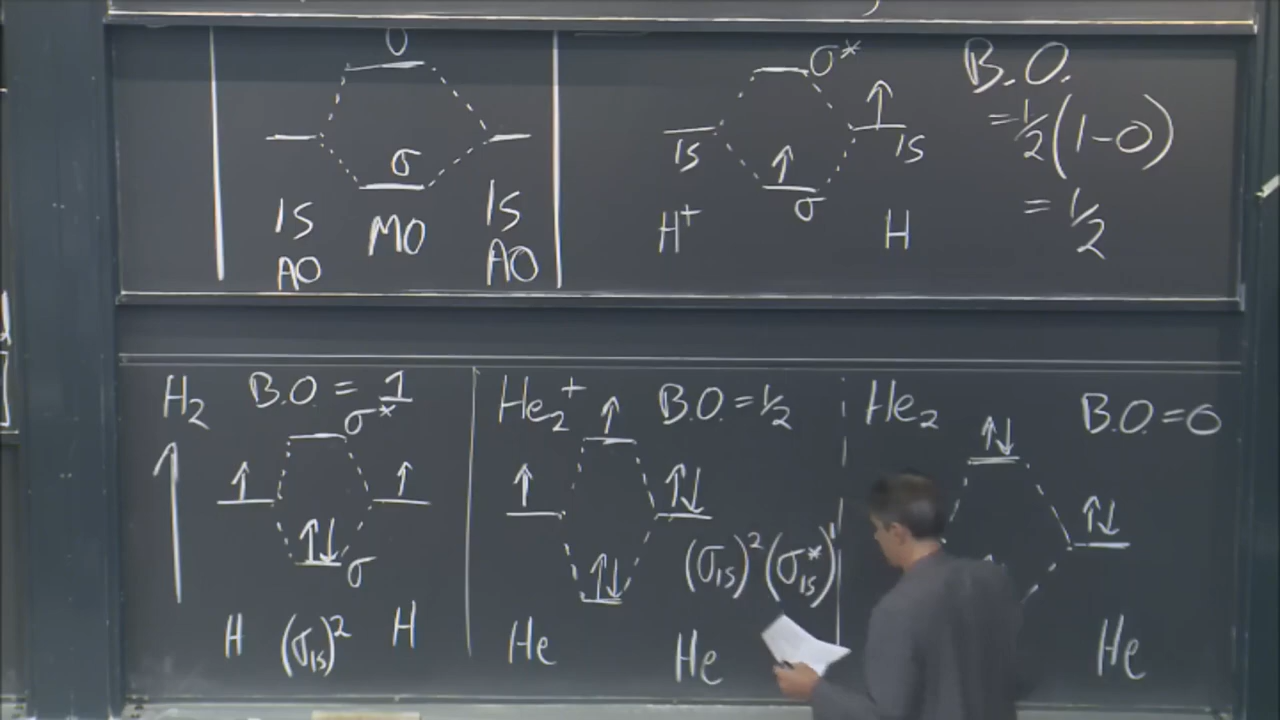 σ
1S
AO
MO
1S
AO
σ*
↑
1s
1s
↑
σ
H⁺
H
B.O.
=½(1-0)
=½
H₂ B.O = 1
σ*
↑
↑ ↑
↑↓
σ
H (σ₁s)² H
He₂⁺ B.O.=½
↑
↑ ↑↓
↑↓
(σ₁s)²(σ*₁s)¹
He He
He₂ B.O.=0
↑↓
↑↓
He